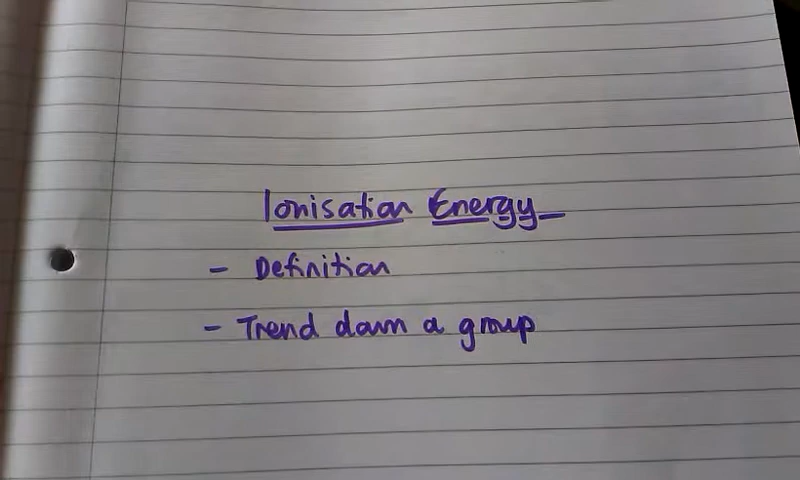 Ionisation Energy
- Definition
- Trend down a group